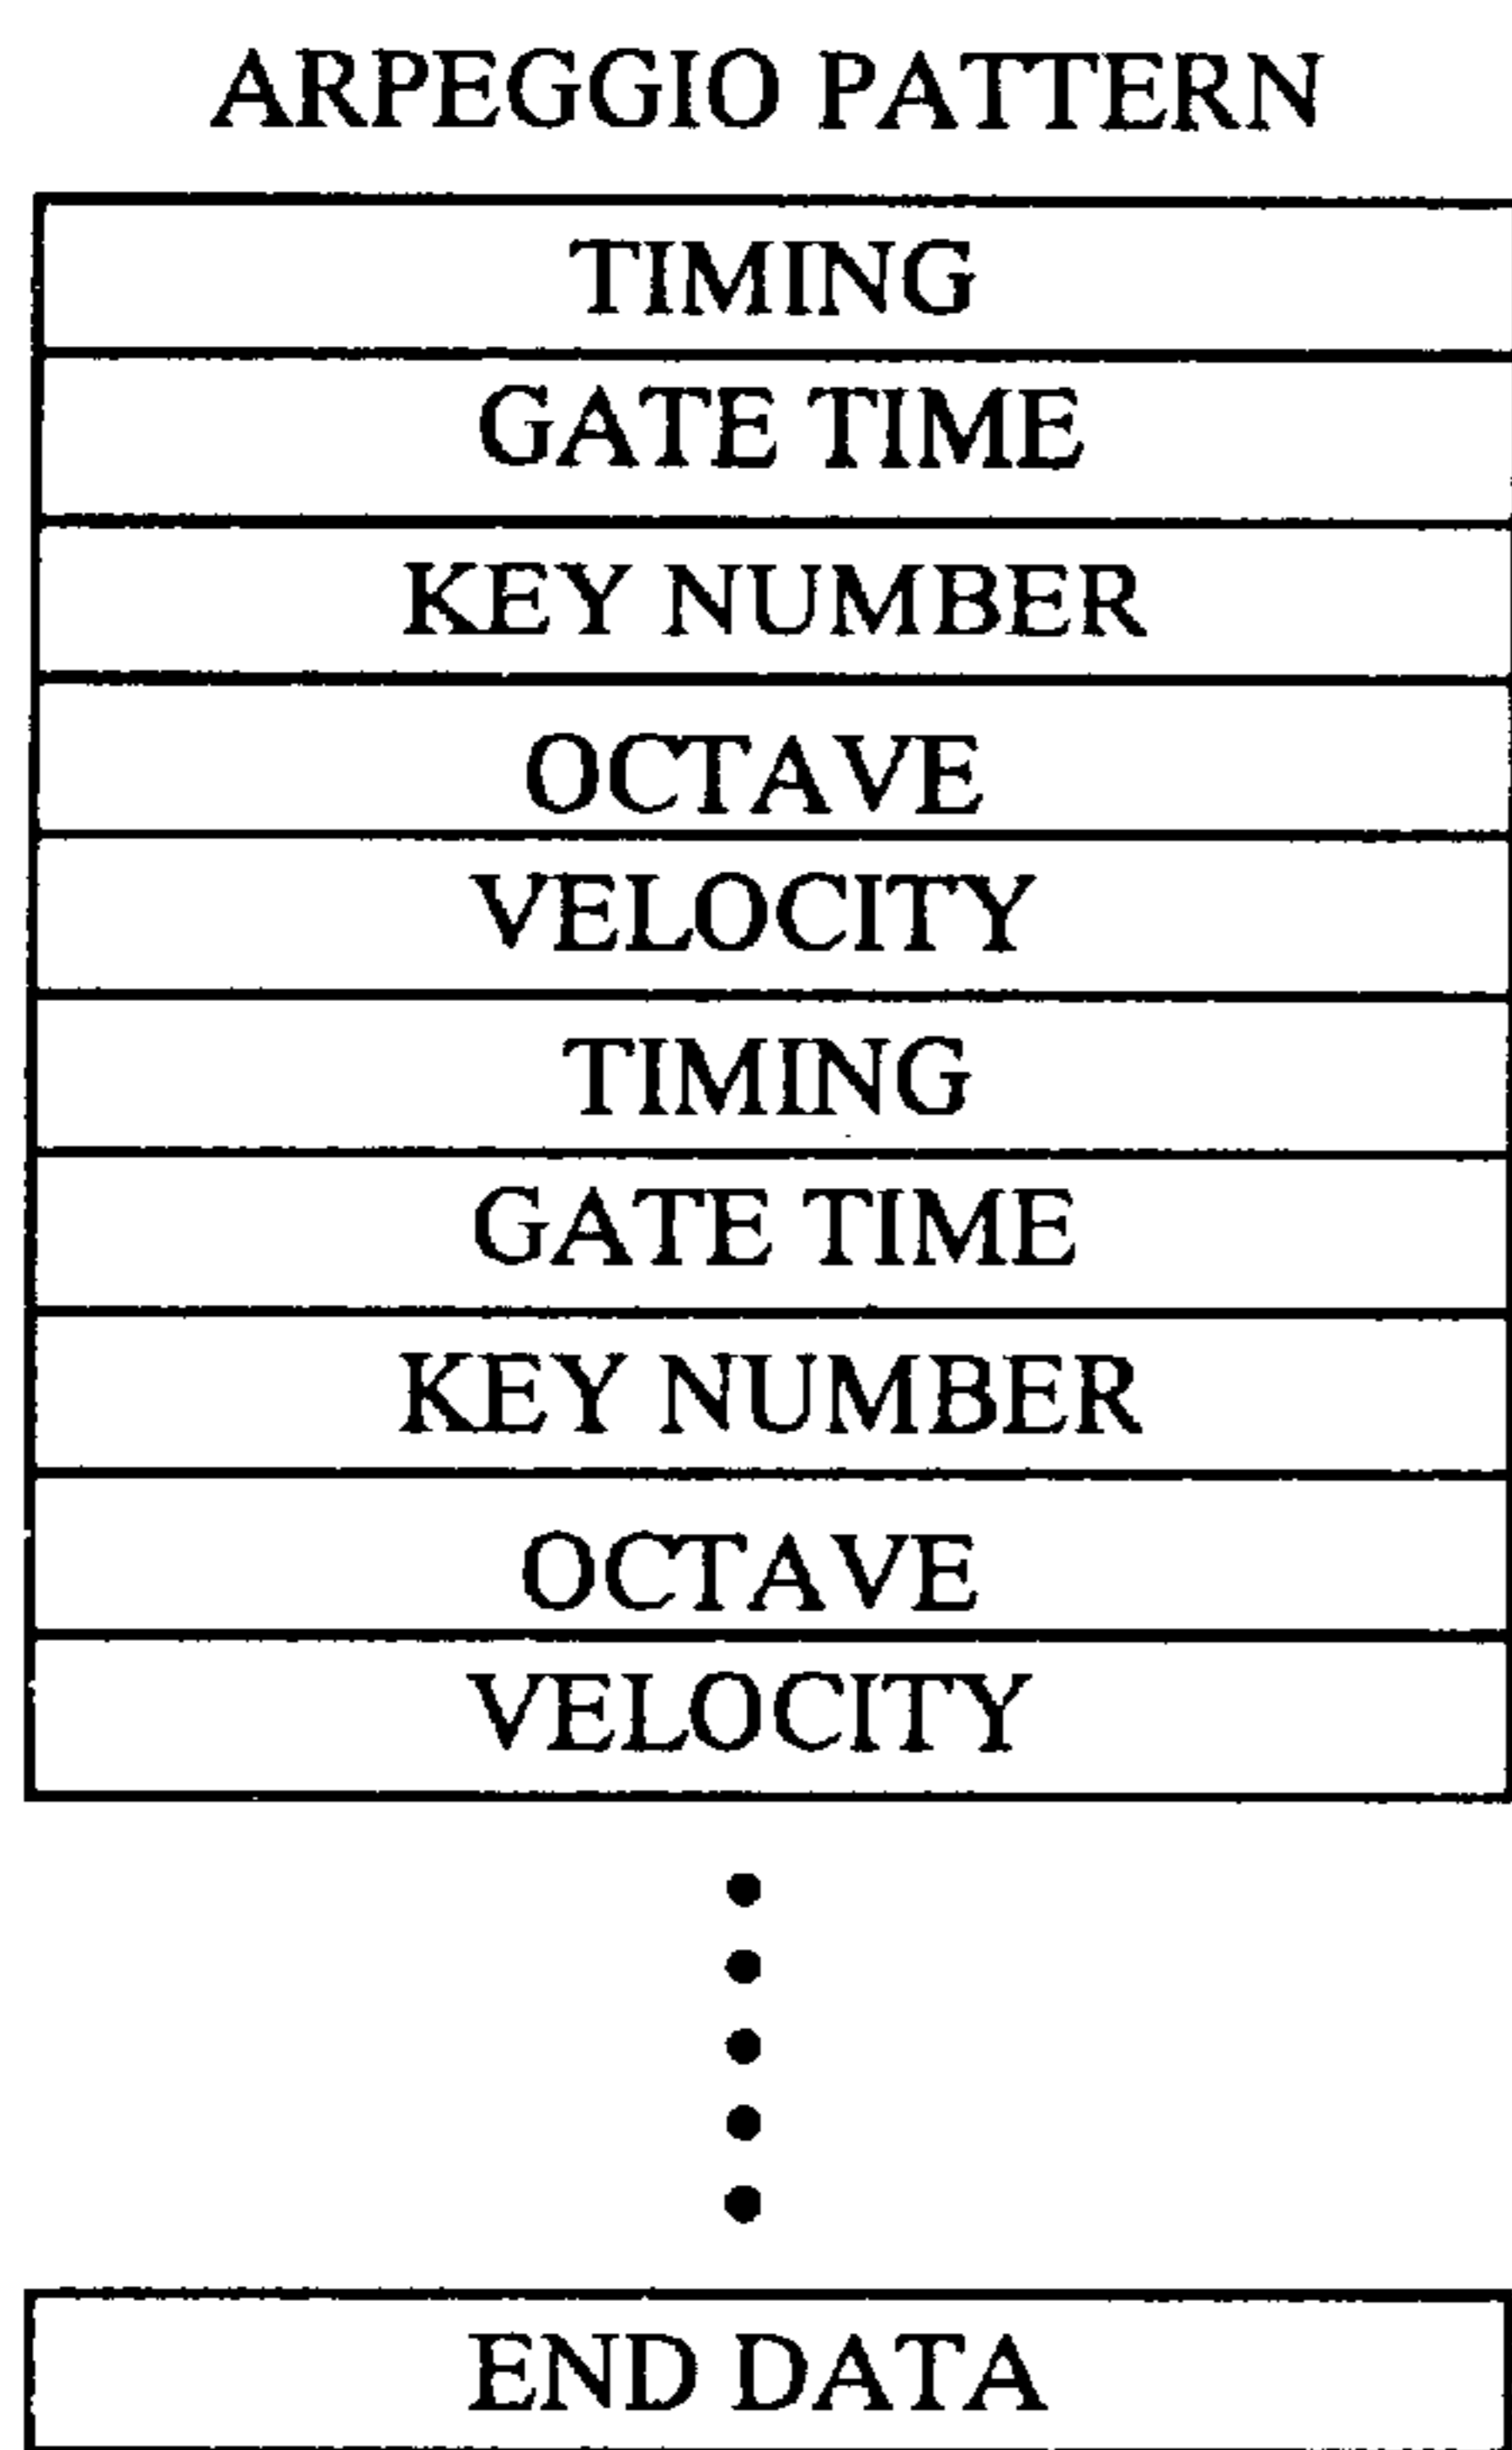 ARPEGGIO PATTERN
TIMING
GATE TIME
KEY NUMBER
OCTAVE
VELOCITY
TIMING
GATE TIME
KEY NUMBER
OCTAVE
VELOCITY
END DATA